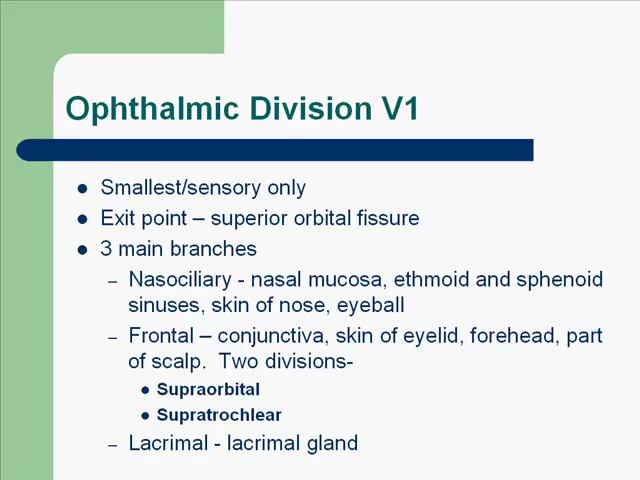 Ophthalmic Division V1
● Smallest/sensory only
● Exit point – superior orbital fissure
● 3 main branches
– Nasociliary - nasal mucosa, ethmoid and sphenoid
sinuses, skin of nose, eyeball
– Frontal – conjunctiva, skin of eyelid, forehead, part
of scalp.  Two divisions-
● Supraorbital
● Supratrochlear
– Lacrimal - lacrimal gland